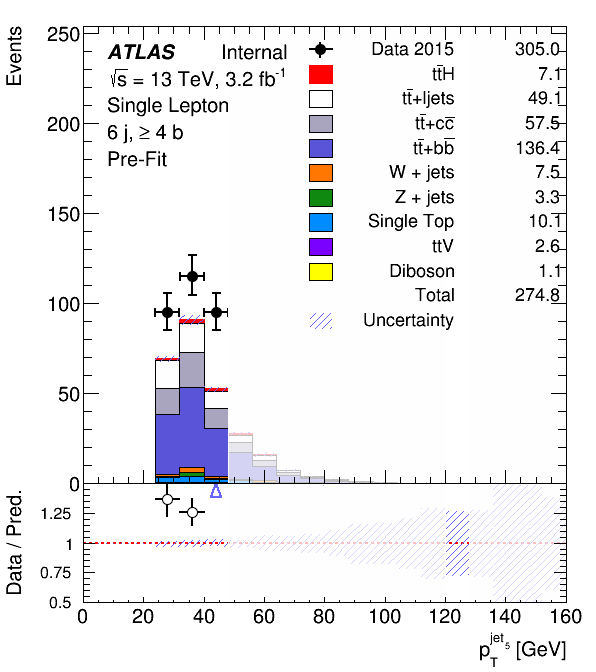 Events
250
200
150
100
50
0
ATLAS Internal
√s = 13 TeV, 3.2 fb⁻¹
Single Lepton
6 j, ≥ 4 b
Pre-Fit
Data 2015 305.0
tt̄H 7.1
tt̄+ljets 49.1
tt̄+cc̄ 57.5
tt̄+bb̄ 136.4
W + jets 7.5
Z + jets 3.3
Single Top 10.1
ttV 2.6
Diboson 1.1
Total 274.8
Uncertainty
Data / Pred.
1.25
1
0.75
0.5
0 20 40 60 80 100 120 140 160
p_T^jet₅ [GeV]